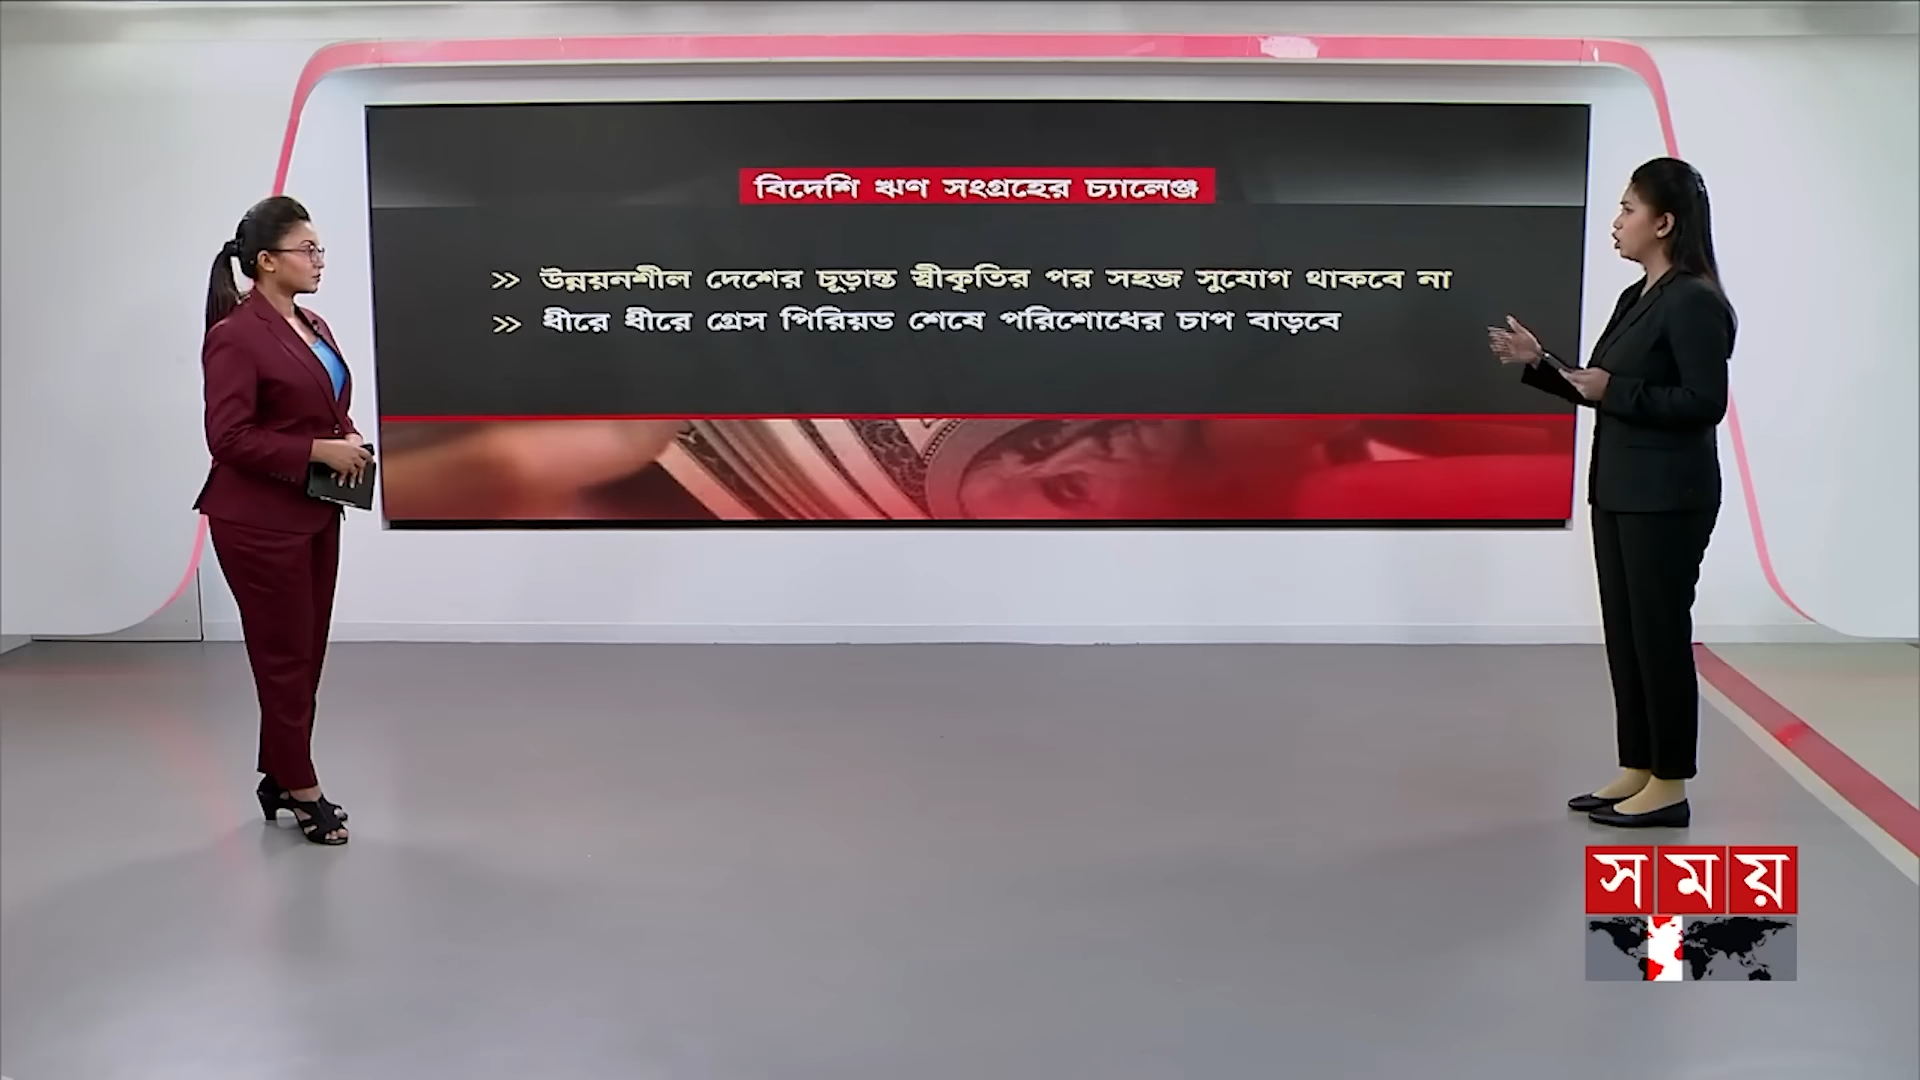 বিদেশি ঋণ সংগ্রহের চ্যালেঞ্জ
>> উন্নয়নশীল দেশের চূড়ান্ত স্বীকৃতির পর সহজ সুযোগ থাকবে না
>> ধীরে ধীরে গ্রেস পিরিয়ড শেষে পরিশোধের চাপ বাড়বে
সময়